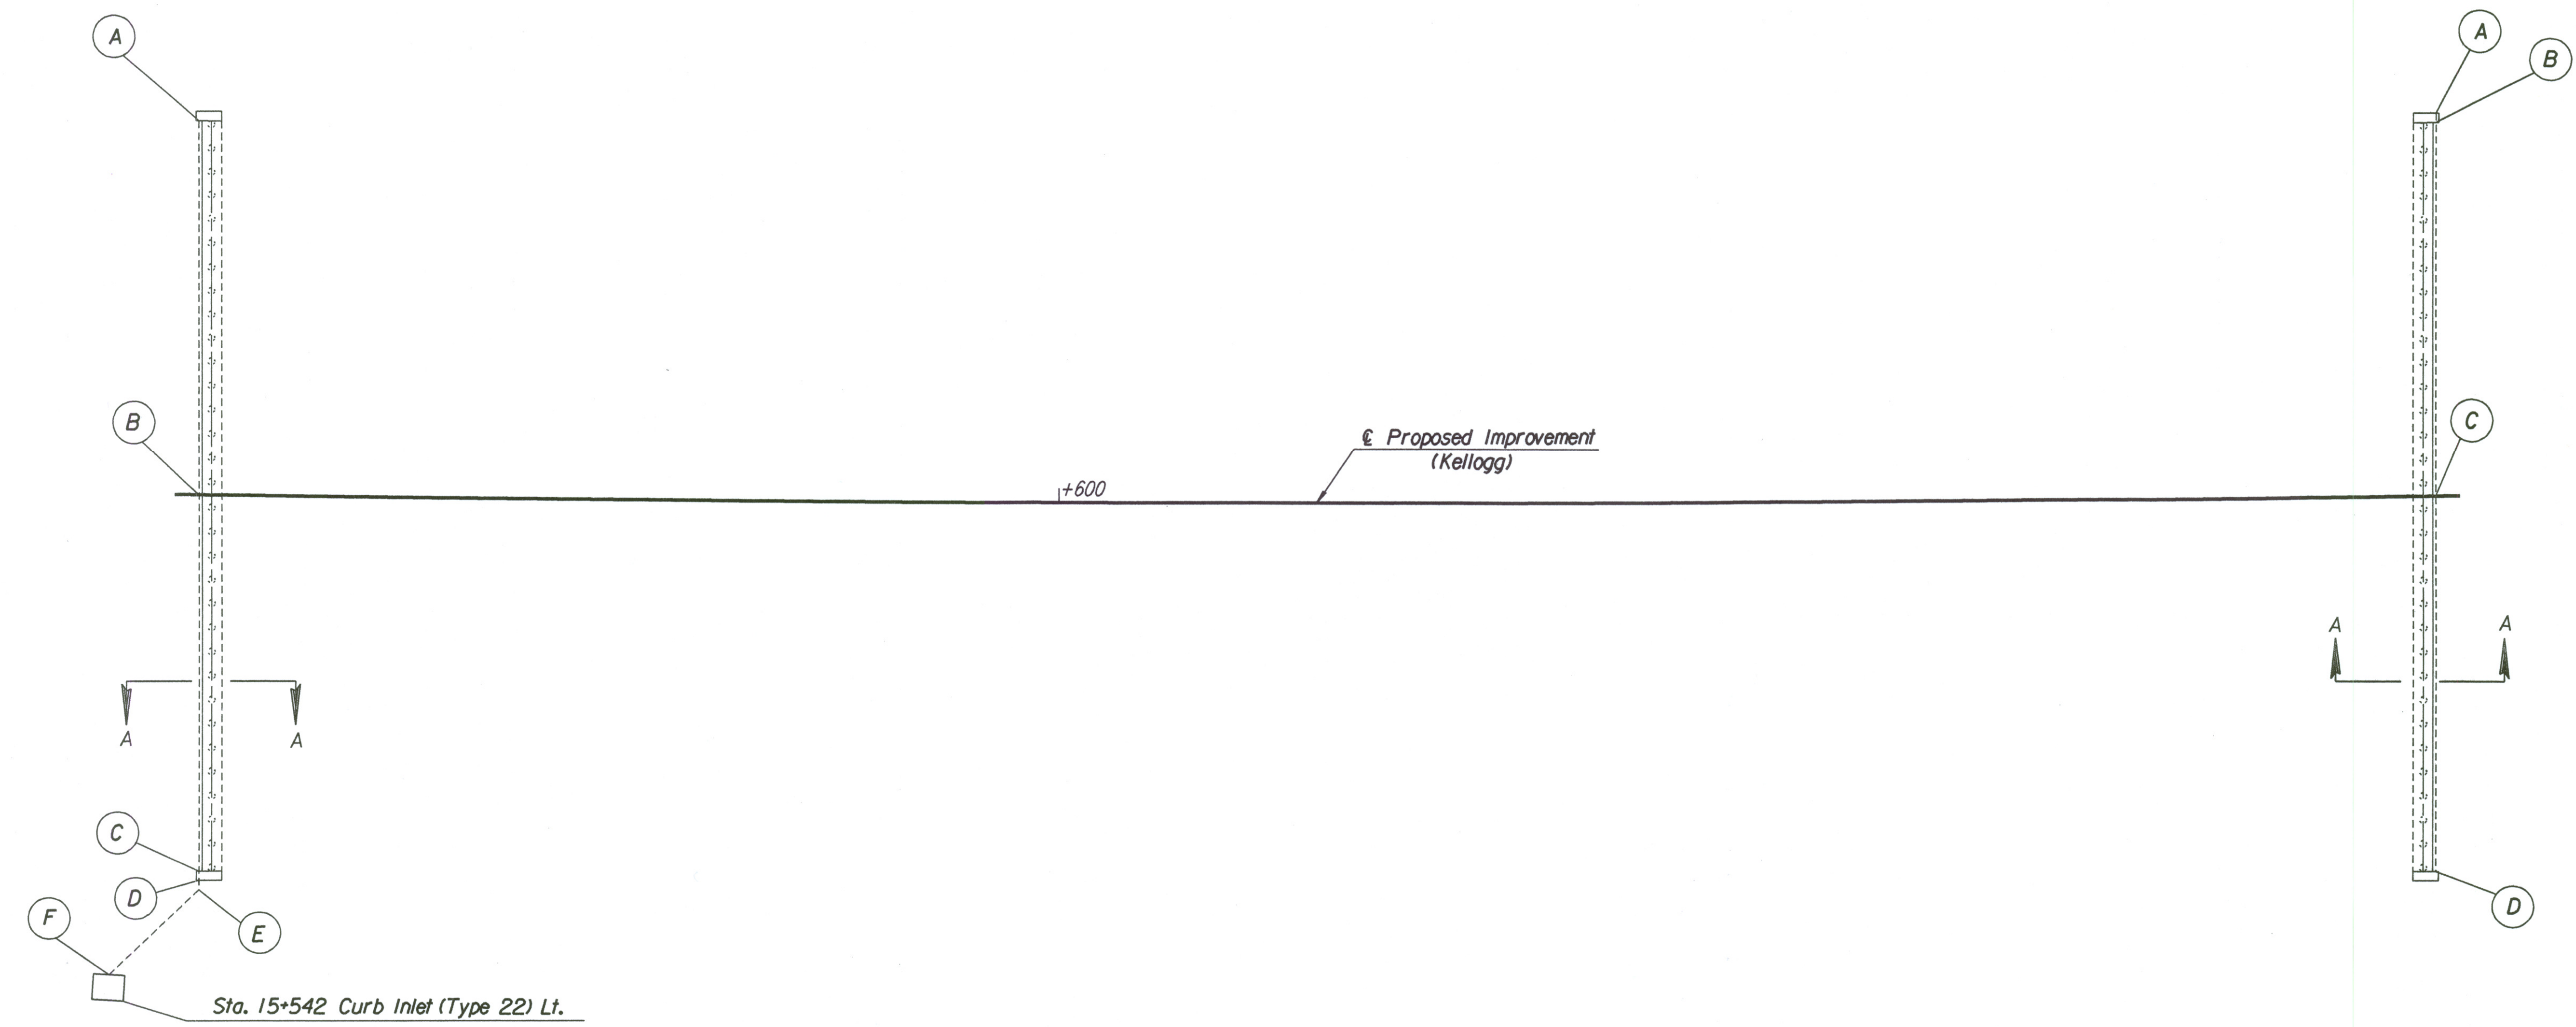 A
A
B
B
C
℄ Proposed Improvement
(Kellogg)
+600
A
A
A
A
C
D
E
F
D
Sta. 15+542 Curb Inlet (Type 22) Lt.